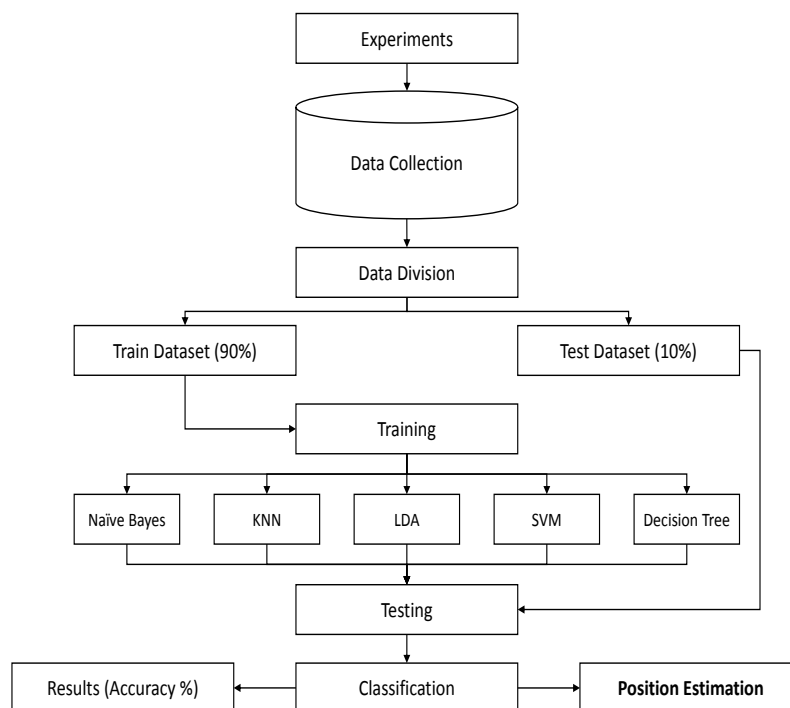 Experiments
Data Collection
Data Division
Train Dataset (90%)
Test Dataset (10%)
Training
Naïve Bayes
KNN
LDA
SVM
Decision Tree
Testing
Results (Accuracy %)
Classification
Position Estimation